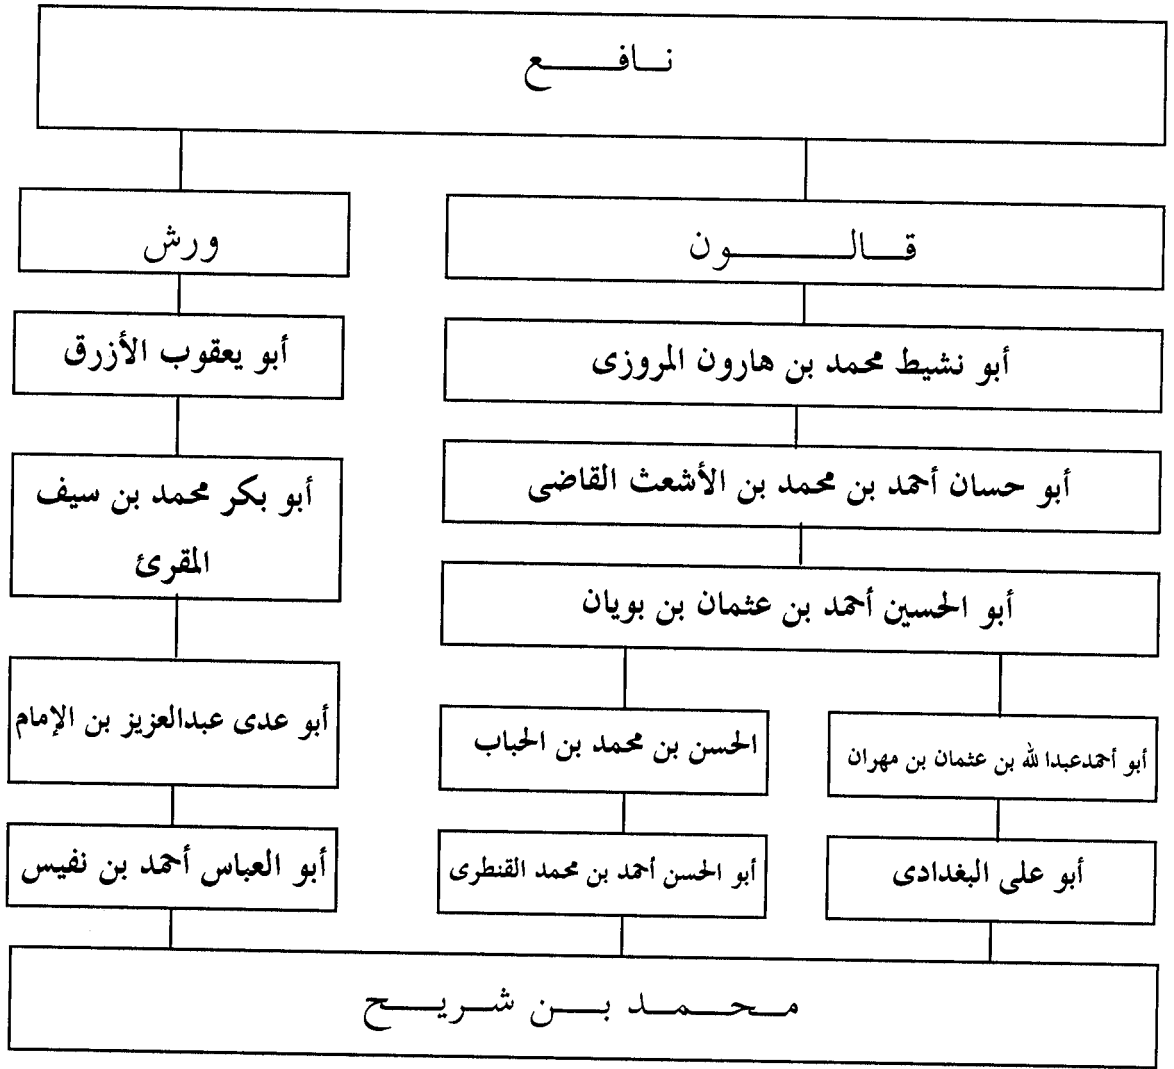 نافع
قالون
ورش
أبو نشيط محمد بن هارون المروزى
أبو يعقوب الأزرق
أبو حسان أحمد بن محمد بن الأشعث القاضى
أبو بكر محمد بن سيف
المقرئ
أبو الحسين أحمد بن عثمان بن بويان
أبو أحمدعبدا لله بن عثمان بن مهران
الحسن بن محمد بن الحباب
أبو عدى عبدالعزيز بن الإمام
أبو على البغدادى
أبو الحسن أحمد بن محمد القنطرى
أبو العباس أحمد بن نفيس
محمد بن شريح